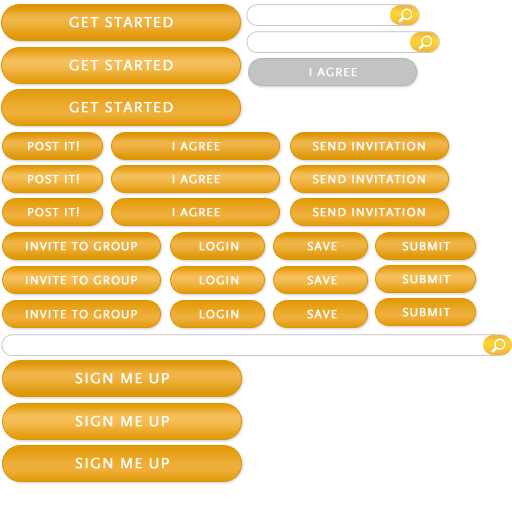 GET STARTED
GET STARTED
I AGREE
GET STARTED
POST IT! I AGREE SEND INVITATION
POST IT! I AGREE SEND INVITATION
POST IT! I AGREE SEND INVITATION
INVITE TO GROUP LOGIN SAVE SUBMIT
INVITE TO GROUP LOGIN SAVE SUBMIT
INVITE TO GROUP LOGIN SAVE SUBMIT
SIGN ME UP
SIGN ME UP
SIGN ME UP